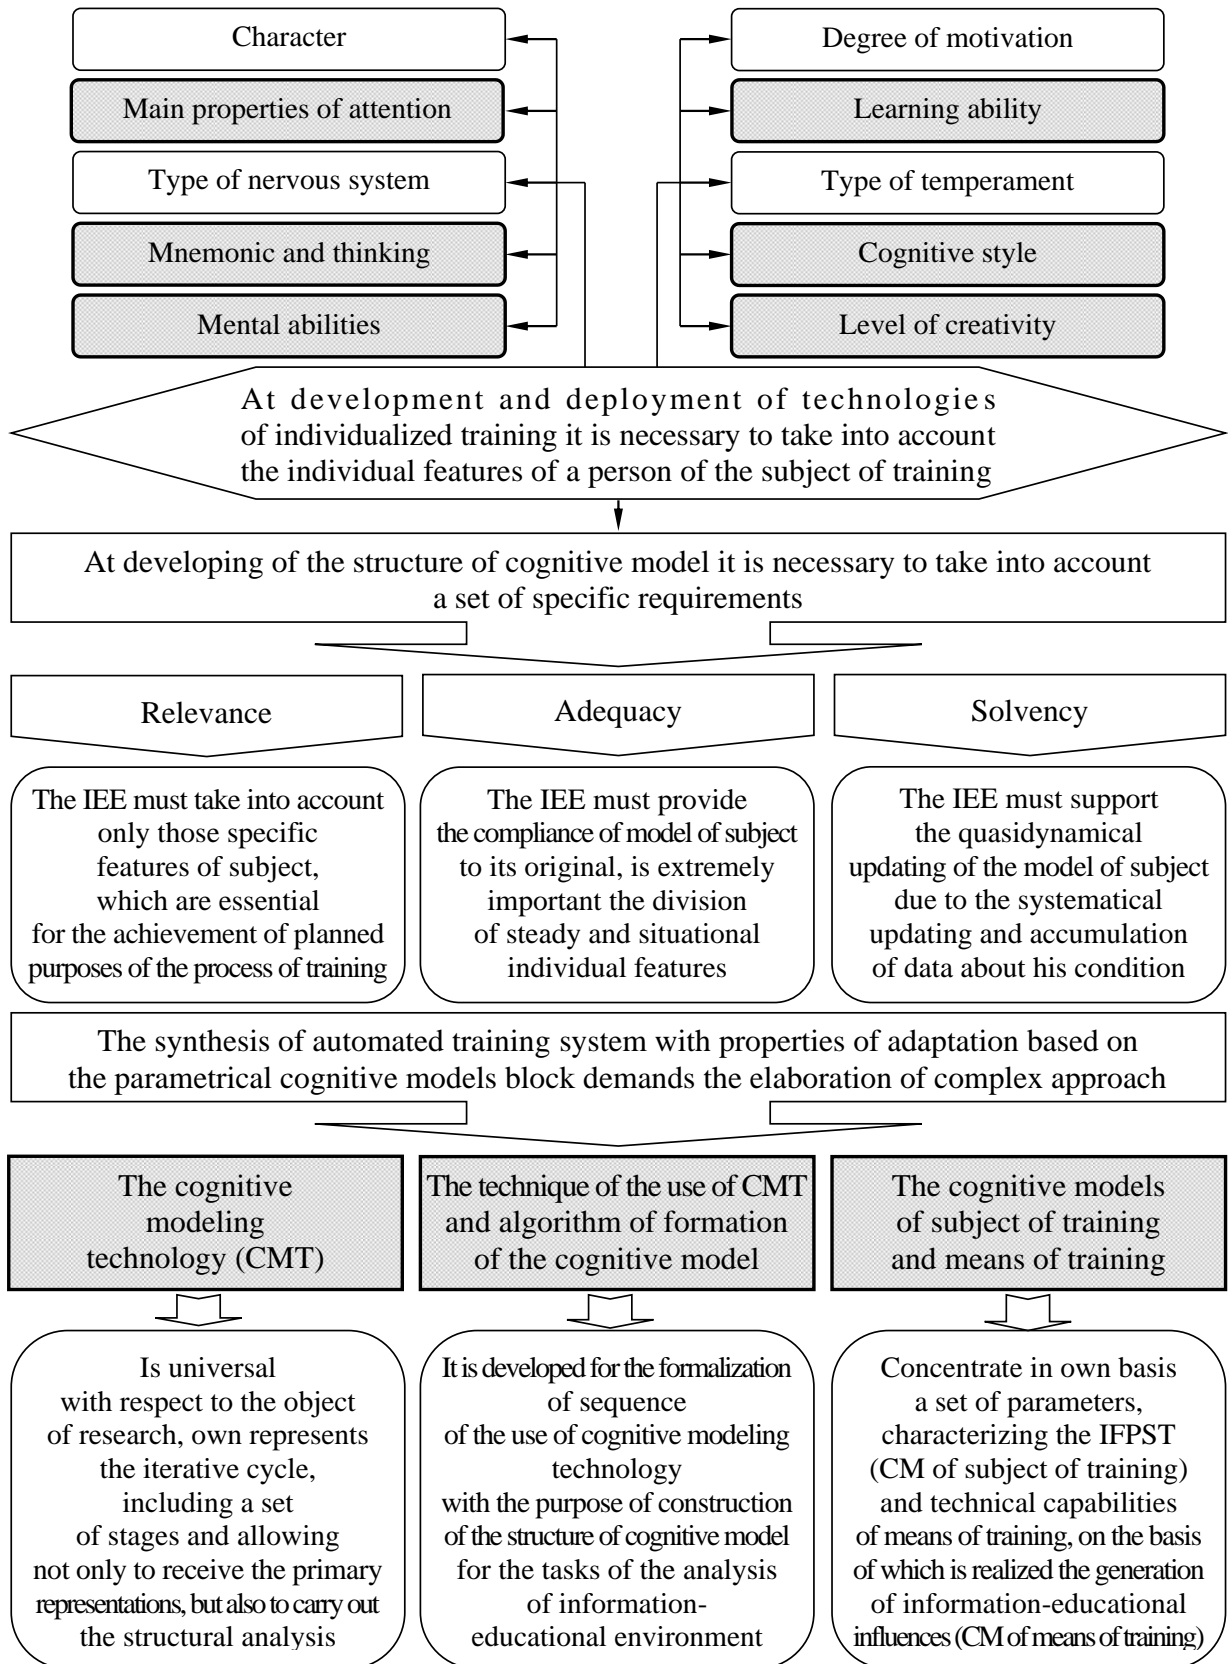 Character
Main properties of attention
Type of nervous system
Mnemonic and thinking
Mental abilities
Degree of motivation
Learning ability
Type of temperament
Cognitive style
Level of creativity
At development and deployment of technologies
of individualized training it is necessary to take into account
the individual features of a person of the subject of training
At developing of the structure of cognitive model it is necessary to take into account
a set of specific requirements
Relevance
Adequacy
Solvency
The IEE must take into account
only those specific
features of subject,
which are essential
for the achievement of planned
purposes of the process of training
The IEE must provide
the compliance of model of subject
to its original, is extremely
important the division
of steady and situational
individual features
The IEE must support
the quasidynamical
updating of the model of subject
due to the systematical
updating and accumulation
of data about his condition
The synthesis of automated training system with properties of adaptation based on
the parametrical cognitive models block demands the elaboration of complex approach
The cognitive
modeling
technology (CMT)
The technique of the use of CMT
and algorithm of formation
of the cognitive model
The cognitive models
of subject of training
and means of training
Is universal
with respect to the object
of research, own represents
the iterative cycle,
including a set
of stages and allowing
not only to receive the primary
representations, but also to carry out
the structural analysis
It is developed for the formalization
of sequence
of the use of cognitive modeling
technology
with the purpose of construction
of the structure of cognitive model
for the tasks of the analysis
of information-
educational environment
Concentrate in own basis
a set of parameters,
characterizing the IFPST
(CM of subject of training)
and technical capabilities
of means of training, on the basis
of which is realized the generation
of information-educational
influences (CM of means of training)